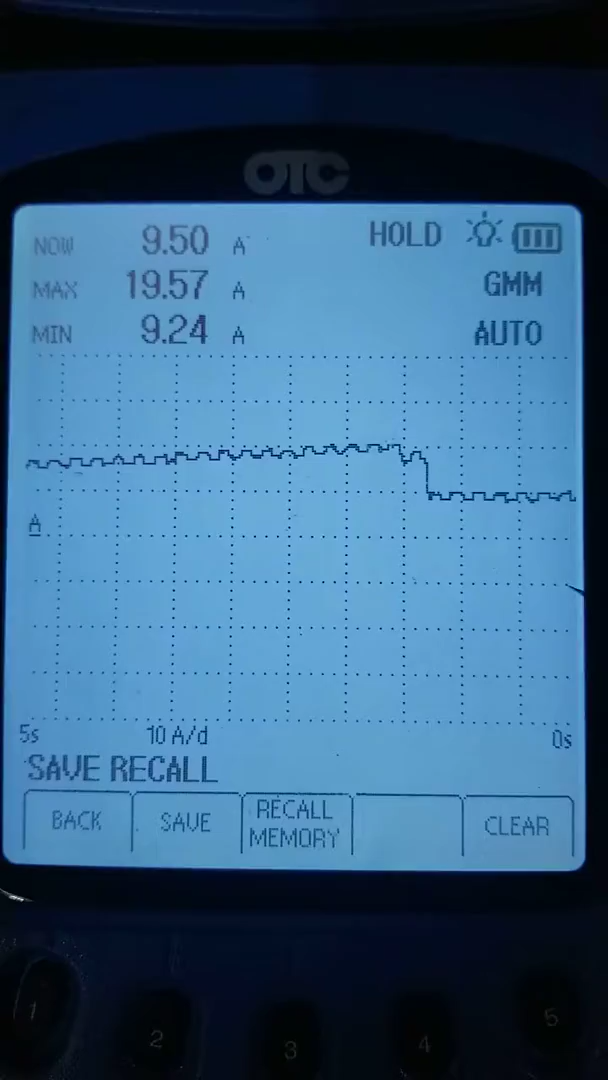 OTC
NOW 9.50 A HOLD
MAX 19.57 A GMM
MIN 9.24 A AUTO
A
5s 10 A/d 0s
SAVE RECALL
BACK SAVE RECALL MEMORY CLEAR
1 2 3 4 5